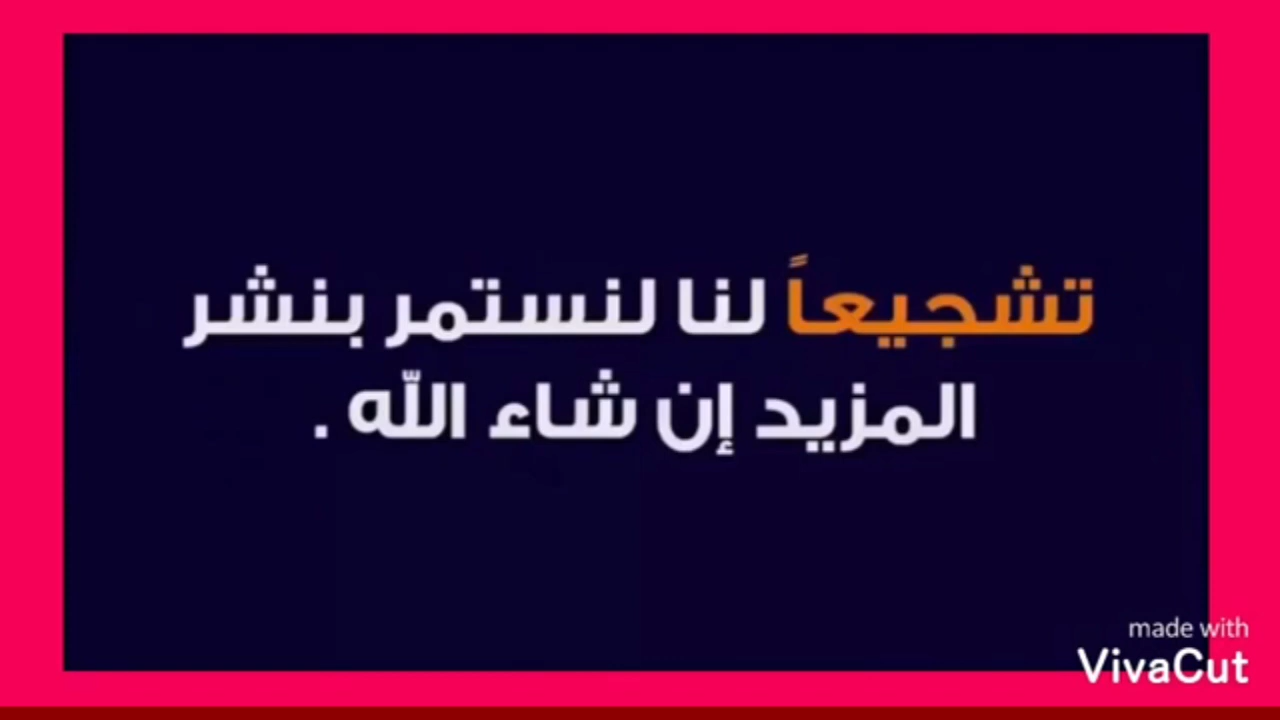 تشجيعاً لنا لنستمر بنشر
المزيد إن شاء اللّه .
made with
VivaCut